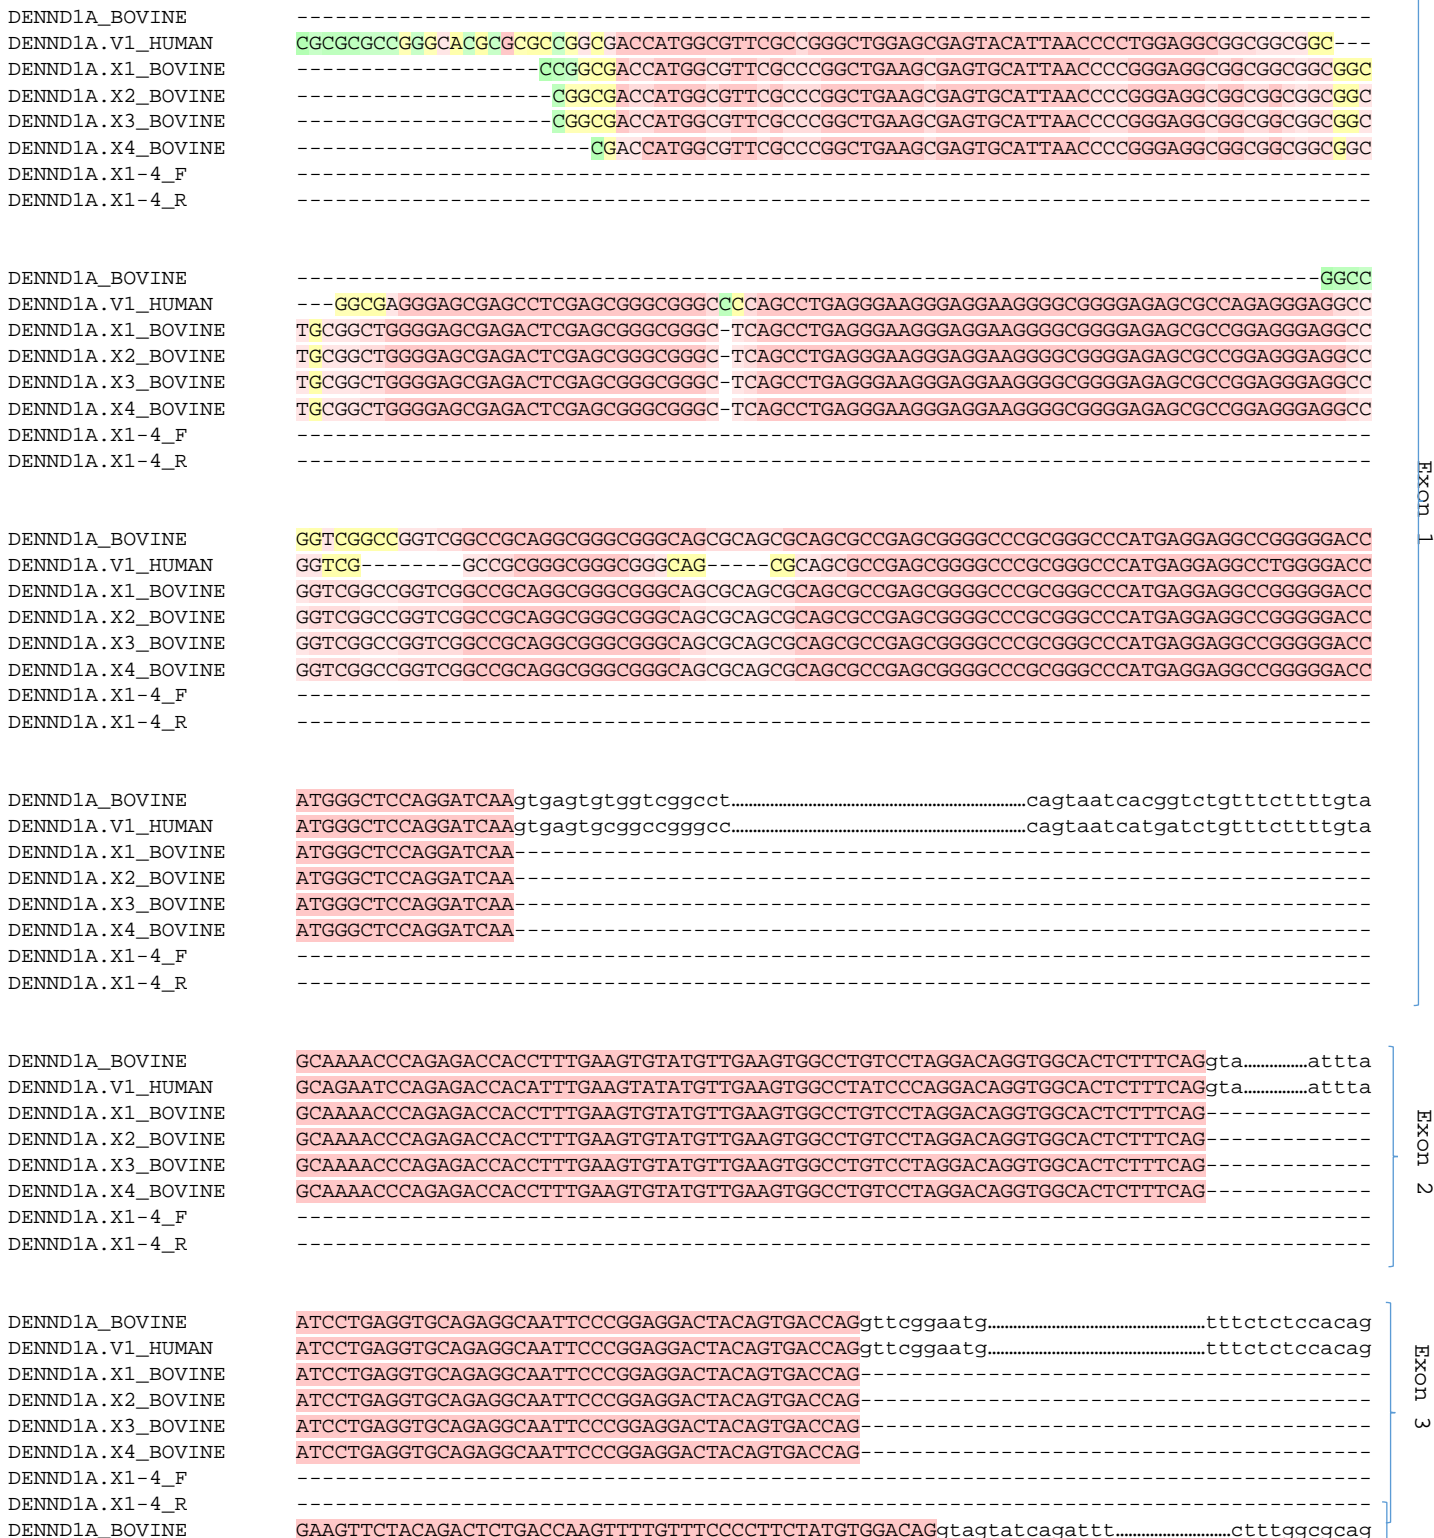 DENND1A_BOVINE ------------------------------------------------------------------------------------
DENND1A.V1_HUMAN CGCGCGCCGGGCACGCGCGCCGGCGACCATGGCGTTCGCCGGGCTGGAGCGAGTACATTAACCCCTGGAGGCGGCGGCGGC---
DENND1A.X1_BOVINE -------------------CCGGCGACCATGGCGTTCGCCCGGCTGAAGCGAGTGCATTAACCCCGGGAGGCGGCGGCGGCGGC
DENND1A.X2_BOVINE --------------------CGGCGACCATGGCGTTCGCCCGGCTGAAGCGAGTGCATTAACCCCGGGAGGCGGCGGCGGCGGC
DENND1A.X3_BOVINE --------------------CGGCGACCATGGCGTTCGCCCGGCTGAAGCGAGTGCATTAACCCCGGGAGGCGGCGGCGGCGGC
DENND1A.X4_BOVINE -----------------------CGACCATGGCGTTCGCCCGGCTGAAGCGAGTGCATTAACCCCGGGAGGCGGCGGCGGCGGC
DENND1A.X1-4_F ------------------------------------------------------------------------------------
DENND1A.X1-4_R ------------------------------------------------------------------------------------
DENND1A_BOVINE --------------------------------------------------------------------------------GGCC
DENND1A.V1_HUMAN ---GGCGAGGGAGCGAGCCTCGAGCGGGCGGGCCCCAGCCTGAGGGAAGGGAGGAAGGGGCGGGGAGAGCGCCAGAGGGAGGCC
DENND1A.X1_BOVINE TGCGGCTGGGGAGCGAGACTCGAGCGGGCGGGC-TCAGCCTGAGGGAAGGGAGGAAGGGGCGGGGAGAGCGCCGGAGGGAGGCC
DENND1A.X2_BOVINE TGCGGCTGGGGAGCGAGACTCGAGCGGGCGGGC-TCAGCCTGAGGGAAGGGAGGAAGGGGCGGGGAGAGCGCCGGAGGGAGGCC
DENND1A.X3_BOVINE TGCGGCTGGGGAGCGAGACTCGAGCGGGCGGGC-TCAGCCTGAGGGAAGGGAGGAAGGGGCGGGGAGAGCGCCGGAGGGAGGCC
DENND1A.X4_BOVINE TGCGGCTGGGGAGCGAGACTCGAGCGGGCGGGC-TCAGCCTGAGGGAAGGGAGGAAGGGGCGGGGAGAGCGCCGGAGGGAGGCC
DENND1A.X1-4_F ------------------------------------------------------------------------------------
DENND1A.X1-4_R ------------------------------------------------------------------------------------
Exon 1
DENND1A_BOVINE GGTCGGCCGGTCGGCCGCAGGCGGGCGGGCAGCGCAGCGCAGCGCCGAGCGGGGCCCGCGGGCCCATGAGGAGGCCGGGGGACC
DENND1A.V1_HUMAN GGTCG--------GCCGCGGGCGGGCGGGCAG-----CGCAGCGCCGAGCGGGGCCCGCGGGCCCATGAGGAGGCCTGGGGACC
DENND1A.X1_BOVINE GGTCGGCCGGTCGGCCGCAGGCGGGCGGGCAGCGCAGCGCAGCGCCGAGCGGGGCCCGCGGGCCCATGAGGAGGCCGGGGGACC
DENND1A.X2_BOVINE GGTCGGCCGGTCGGCCGCAGGCGGGCGGGCAGCGCAGCGCAGCGCCGAGCGGGGCCCGCGGGCCCATGAGGAGGCCGGGGGACC
DENND1A.X3_BOVINE GGTCGGCCGGTCGGCCGCAGGCGGGCGGGCAGCGCAGCGCAGCGCCGAGCGGGGCCCGCGGGCCCATGAGGAGGCCGGGGGACC
DENND1A.X4_BOVINE GGTCGGCCGGTCGGCCGCAGGCGGGCGGGCAGCGCAGCGCAGCGCCGAGCGGGGCCCGCGGGCCCATGAGGAGGCCGGGGGACC
DENND1A.X1-4_F ------------------------------------------------------------------------------------
DENND1A.X1-4_R ------------------------------------------------------------------------------------
DENND1A_BOVINE ATGGGCTCCAGGATCAAgtgagtgtggtcggcct……………………………………………………………cagtaatcacggtctgtttcttttgta
DENND1A.V1_HUMAN ATGGGCTCCAGGATCAAgtgagtgcggccgggcc……………………………………………………………cagtaatcatgatctgtttcttttgta
DENND1A.X1_BOVINE ATGGGCTCCAGGATCAA-------------------------------------------------------------------
DENND1A.X2_BOVINE ATGGGCTCCAGGATCAA-------------------------------------------------------------------
DENND1A.X3_BOVINE ATGGGCTCCAGGATCAA-------------------------------------------------------------------
DENND1A.X4_BOVINE ATGGGCTCCAGGATCAA-------------------------------------------------------------------
DENND1A.X1-4_F ------------------------------------------------------------------------------------
DENND1A.X1-4_R ------------------------------------------------------------------------------------
DENND1A_BOVINE GCAAAACCCAGAGACCACCTTTGAAGTGTATGTTGAAGTGGCCTGTCCTAGGACAGGTGGCACTCTTTCAGgta……………attta
DENND1A.V1_HUMAN GCAGAATCCAGAGACCACATTTGAAGTATATGTTGAAGTGGCCTATCCCAGGACAGGTGGCACTCTTTCAGgta……………attta
DENND1A.X1_BOVINE GCAAAACCCAGAGACCACCTTTGAAGTGTATGTTGAAGTGGCCTGTCCTAGGACAGGTGGCACTCTTTCAG-------------
DENND1A.X2_BOVINE GCAAAACCCAGAGACCACCTTTGAAGTGTATGTTGAAGTGGCCTGTCCTAGGACAGGTGGCACTCTTTCAG-------------
DENND1A.X3_BOVINE GCAAAACCCAGAGACCACCTTTGAAGTGTATGTTGAAGTGGCCTGTCCTAGGACAGGTGGCACTCTTTCAG-------------
DENND1A.X4_BOVINE GCAAAACCCAGAGACCACCTTTGAAGTGTATGTTGAAGTGGCCTGTCCTAGGACAGGTGGCACTCTTTCAG-------------
DENND1A.X1-4_F ------------------------------------------------------------------------------------
DENND1A.X1-4_R ------------------------------------------------------------------------------------
Exon 2
DENND1A_BOVINE ATCCTGAGGTGCAGAGGCAATTCCCGGAGGACTACAGTGACCAGgttcggaatg……………………………………………tttctctccacag
DENND1A.V1_HUMAN ATCCTGAGGTGCAGAGGCAATTCCCGGAGGACTACAGTGACCAGgttcggaatg……………………………………………tttctctccacag
DENND1A.X1_BOVINE ATCCTGAGGTGCAGAGGCAATTCCCGGAGGACTACAGTGACCAG----------------------------------------
DENND1A.X2_BOVINE ATCCTGAGGTGCAGAGGCAATTCCCGGAGGACTACAGTGACCAG----------------------------------------
DENND1A.X3_BOVINE ATCCTGAGGTGCAGAGGCAATTCCCGGAGGACTACAGTGACCAG----------------------------------------
DENND1A.X4_BOVINE ATCCTGAGGTGCAGAGGCAATTCCCGGAGGACTACAGTGACCAG----------------------------------------
DENND1A.X1-4_F ------------------------------------------------------------------------------------
DENND1A.X1-4_R ------------------------------------------------------------------------------------
Exon 3
DENND1A_BOVINE GAAGTTCTACAGACTCTGACCAAGTTTTGTTTCCCCTTCTATGTGGACAGgtagtatcagattt………………………ctttggcgcag